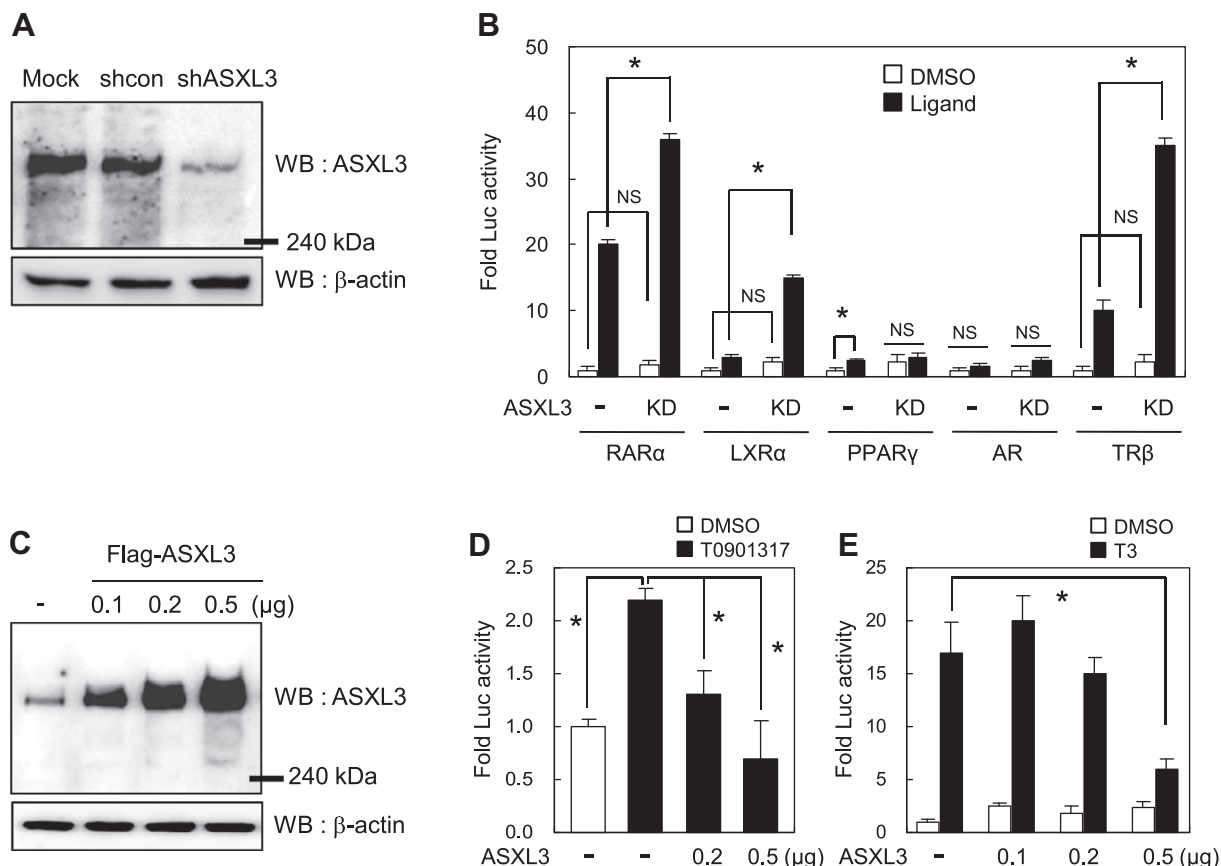 A
Mock shcon shASXL3
WB : ASXL3
240 kDa
WB : β-actin
B
DMSO
Ligand
Fold Luc activity
50
40
30
20
10
0
*
NS
*
NS
*
NS
NS
NS
*
NS
ASXL3 - KD - KD - KD - KD - KD
RARα LXRα PPARγ AR TRβ
C
Flag-ASXL3
- 0.1 0.2 0.5 (μg)
WB : ASXL3
240 kDa
WB : β-actin
D
DMSO
T0901317
Fold Luc activity
2.5
2.0
1.5
1.0
0.5
0.0
*
*
*
ASXL3 - - 0.2 0.5 (μg)
E
DMSO
T3
Fold Luc activity
25
20
15
10
5
0
*
ASXL3 - 0.1 0.2 0.5 (μg)